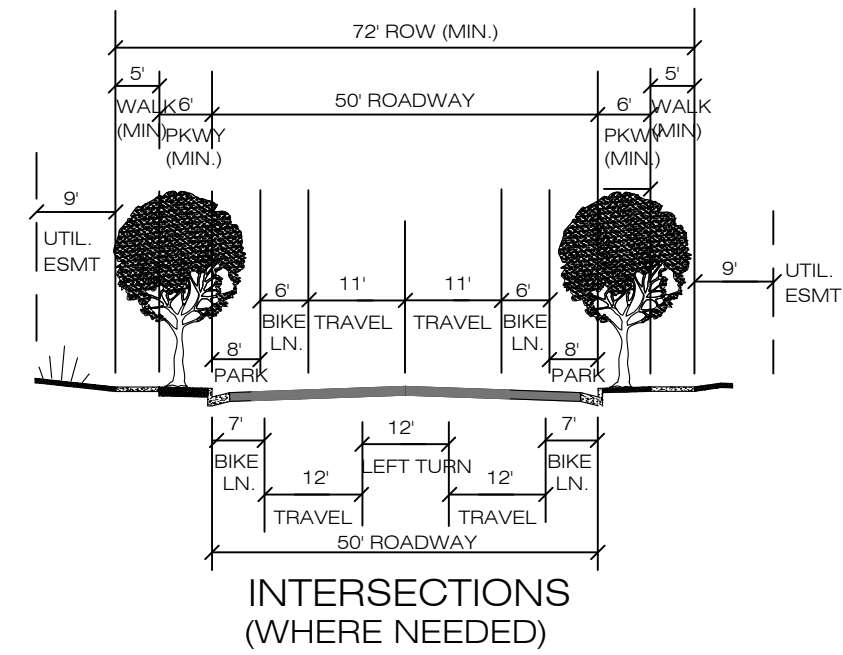 72' ROW (MIN.)
5'
WALK
(MIN)
6'
PKWY
(MIN.)
50' ROADWAY
6'
PKWY
(MIN.)
5'
WALK
(MIN)
9'
UTIL.
ESMT
9'
UTIL.
ESMT
8'
PARK
6'
BIKE
LN.
11'
TRAVEL
11'
TRAVEL
6'
BIKE
LN.
8'
PARK
7'
BIKE
LN.
12'
TRAVEL
12'
LEFT TURN
12'
TRAVEL
7'
BIKE
LN.
50' ROADWAY
INTERSECTIONS
(WHERE NEEDED)